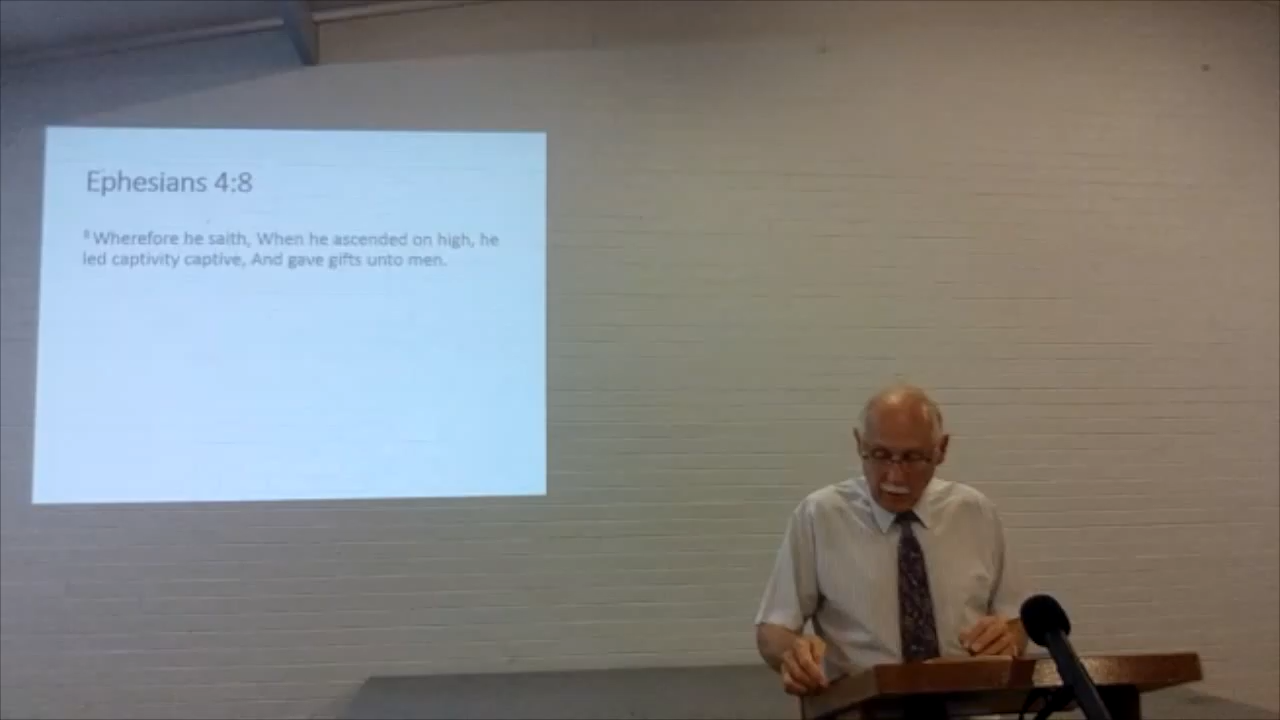 Ephesians 4:8
8 Wherefore he saith, When he ascended on high, he
led captivity captive, And gave gifts unto men.